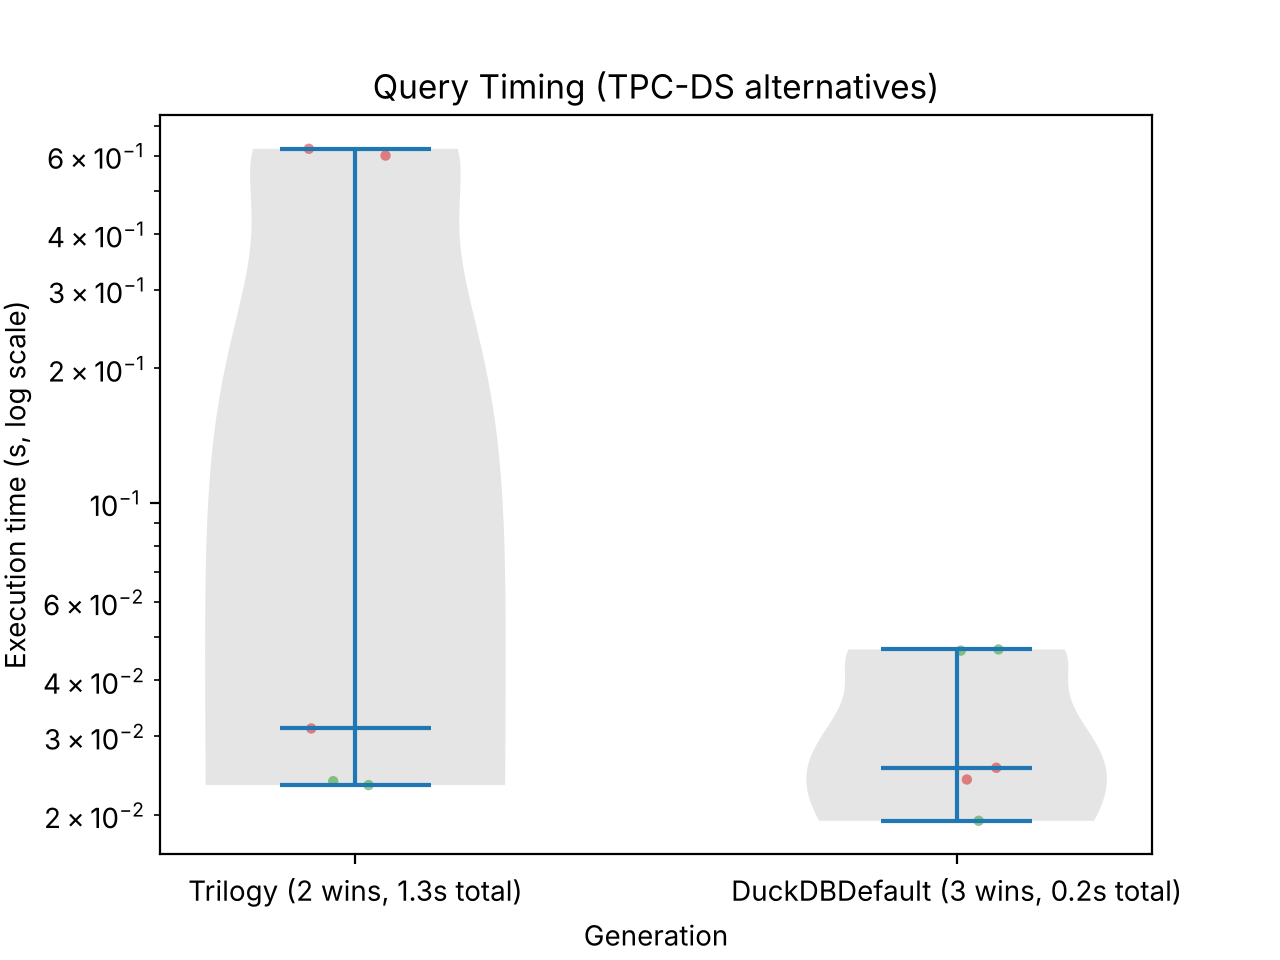 Query Timing (TPC-DS alternatives)
Execution time (s, log scale)
6 × 10⁻¹
4 × 10⁻¹
3 × 10⁻¹
2 × 10⁻¹
10⁻¹
6 × 10⁻²
4 × 10⁻²
3 × 10⁻²
2 × 10⁻²
Trilogy (2 wins, 1.3s total)
DuckDBDefault (3 wins, 0.2s total)
Generation